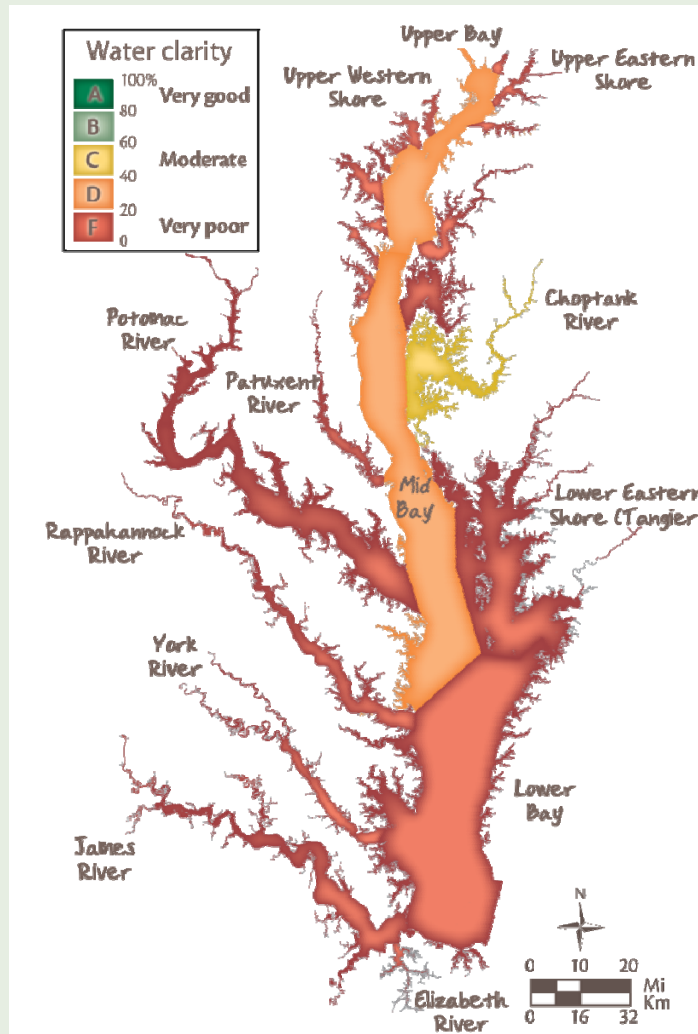 Water clarity
100%
A Very good
80
B
60
C Moderate
40
D
20
F Very poor
0
Upper Bay
Upper Western
Shore
Upper Eastern
Shore
Choptank
River
Potomac
River
Patuxent
River
Mid
Bay
Lower Eastern
Shore (Tangier
Rappahannock
River
York
River
Lower
Bay
James
River
Elizabeth
River
N
0 10 20
Mi
Km
0 16 32